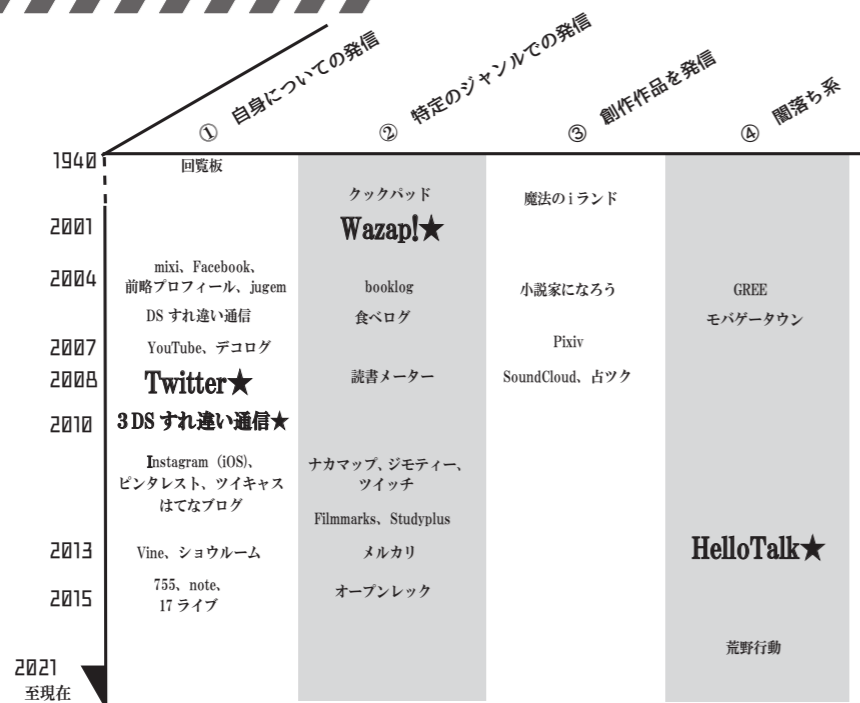 ① 自身についての発信
② 特定のジャンルでの発信
③ 創作作品を発信
④ 闇落ち系
1940
回覧板
クックパッド
魔法のiランド
2001
Wazap!★
2004
mixi、Facebook、
前略プロフィール、jugem
booklog
小説家になろう
GREE
DS すれ違い通信
食べログ
モバゲータウン
2007
YouTube、デコログ
Pixiv
2008
Twitter★
読書メーター
SoundCloud、占ツク
2010
3DS すれ違い通信★
Instagram (iOS)、
ピンタレスト、ツイキャス
はてなブログ
ナカマップ、ジモティー、
ツイッチ
Filmmarks、Studyplus
2013
Vine、ショウルーム
メルカリ
HelloTalk★
2015
755、note、
17 ライブ
オープンレック
荒野行動
2021
至現在